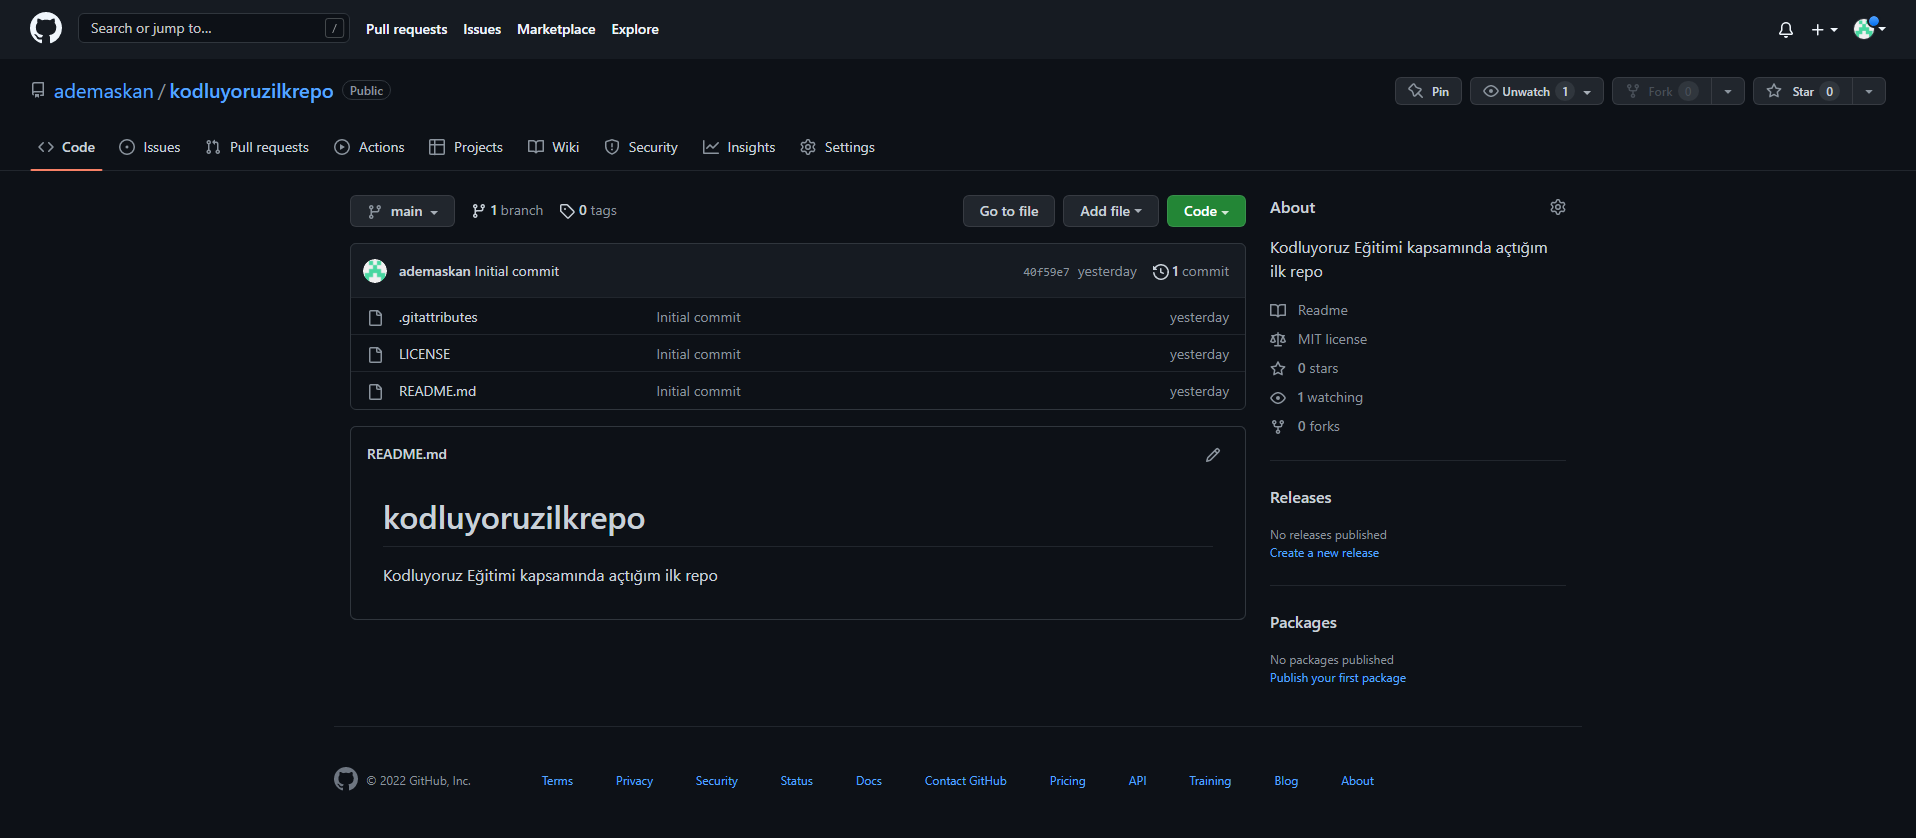 Search or jump to... / Pull requests Issues Marketplace Explore
ademaskan / kodluyoruzilkrepo Public Pin Unwatch 1 Fork 0 Star 0
Code Issues Pull requests Actions Projects Wiki Security Insights Settings
main 1 branch 0 tags Go to file Add file Code
ademaskan Initial commit 40f59e7 yesterday 1 commit
.gitattributes Initial commit yesterday
LICENSE Initial commit yesterday
README.md Initial commit yesterday
README.md
kodluyoruzilkrepo
Kodluyoruz Eğitimi kapsamında açtığım ilk repo
About
Kodluyoruz Eğitimi kapsamında açtığım
ilk repo
Readme
MIT license
0 stars
1 watching
0 forks
Releases
No releases published
Create a new release
Packages
No packages published
Publish your first package
© 2022 GitHub, Inc. Terms Privacy Security Status Docs Contact GitHub Pricing API Training Blog About